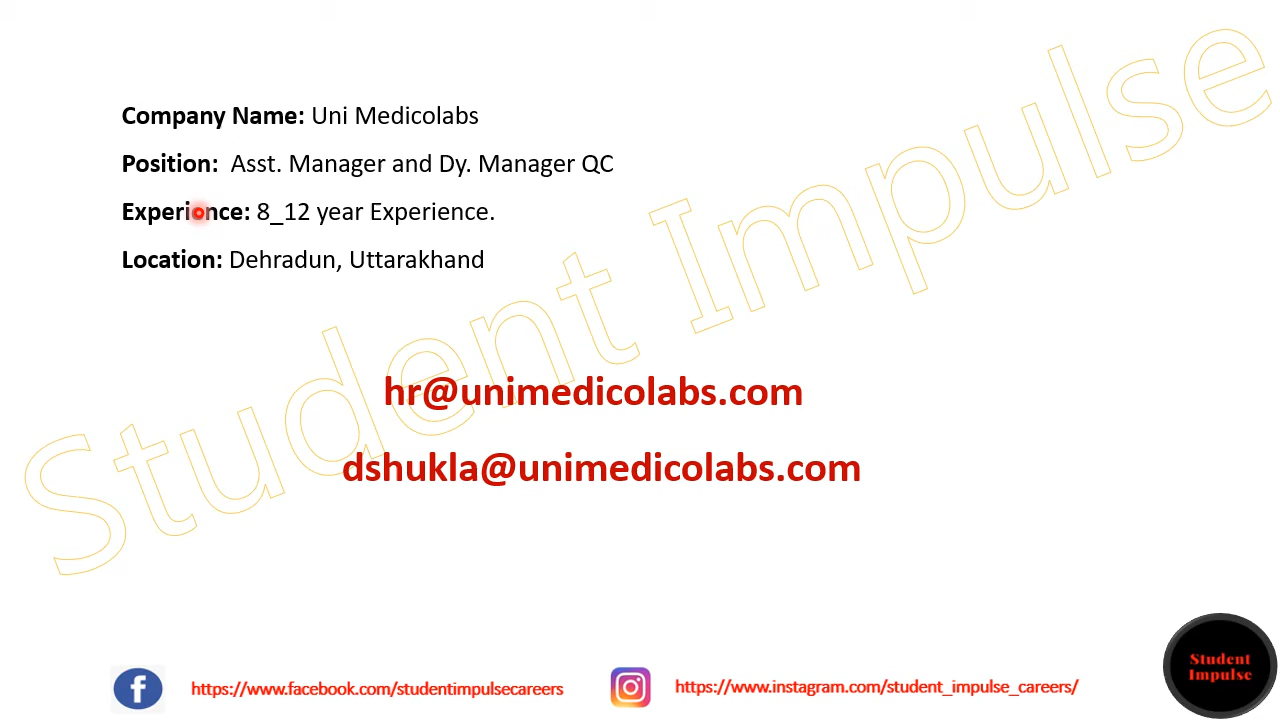 Company Name: Uni Medicolabs
Position: Asst. Manager and Dy. Manager QC
Experience: 8_12 year Experience.
Location: Dehradun, Uttarakhand
Student Impulse
hr@unimedicolabs.com
dshukla@unimedicolabs.com
https://www.facebook.com/studentimpulsecareers
https://www.instagram.com/student_impulse_careers/
Student
Impulse